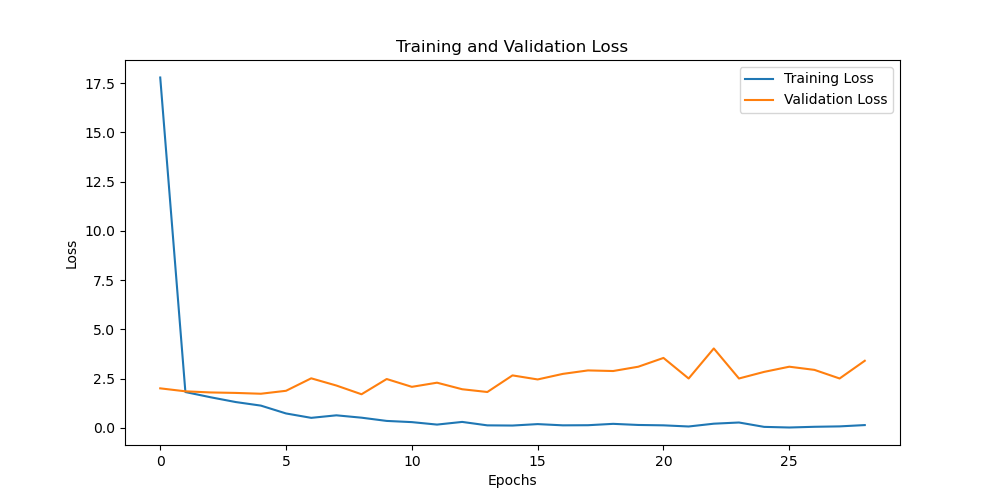 Training and Validation Loss
Training Loss
Validation Loss
17.5
15.0
12.5
10.0
7.5
5.0
2.5
0.0
Loss
0 5 10 15 20 25
Epochs